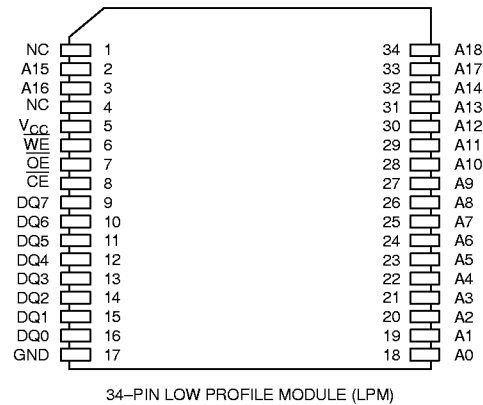 NC 1 34 A18
A15 2 33 A17
A16 3 32 A14
NC 4 31 A13
VCC 5 30 A12
WE 6 29 A11
OE 7 28 A10
CE 8 27 A9
DQ7 9 26 A8
DQ6 10 25 A7
DQ5 11 24 A6
DQ4 12 23 A5
DQ3 13 22 A4
DQ2 14 21 A3
DQ1 15 20 A2
DQ0 16 19 A1
GND 17 18 A0
34–PIN LOW PROFILE MODULE (LPM)